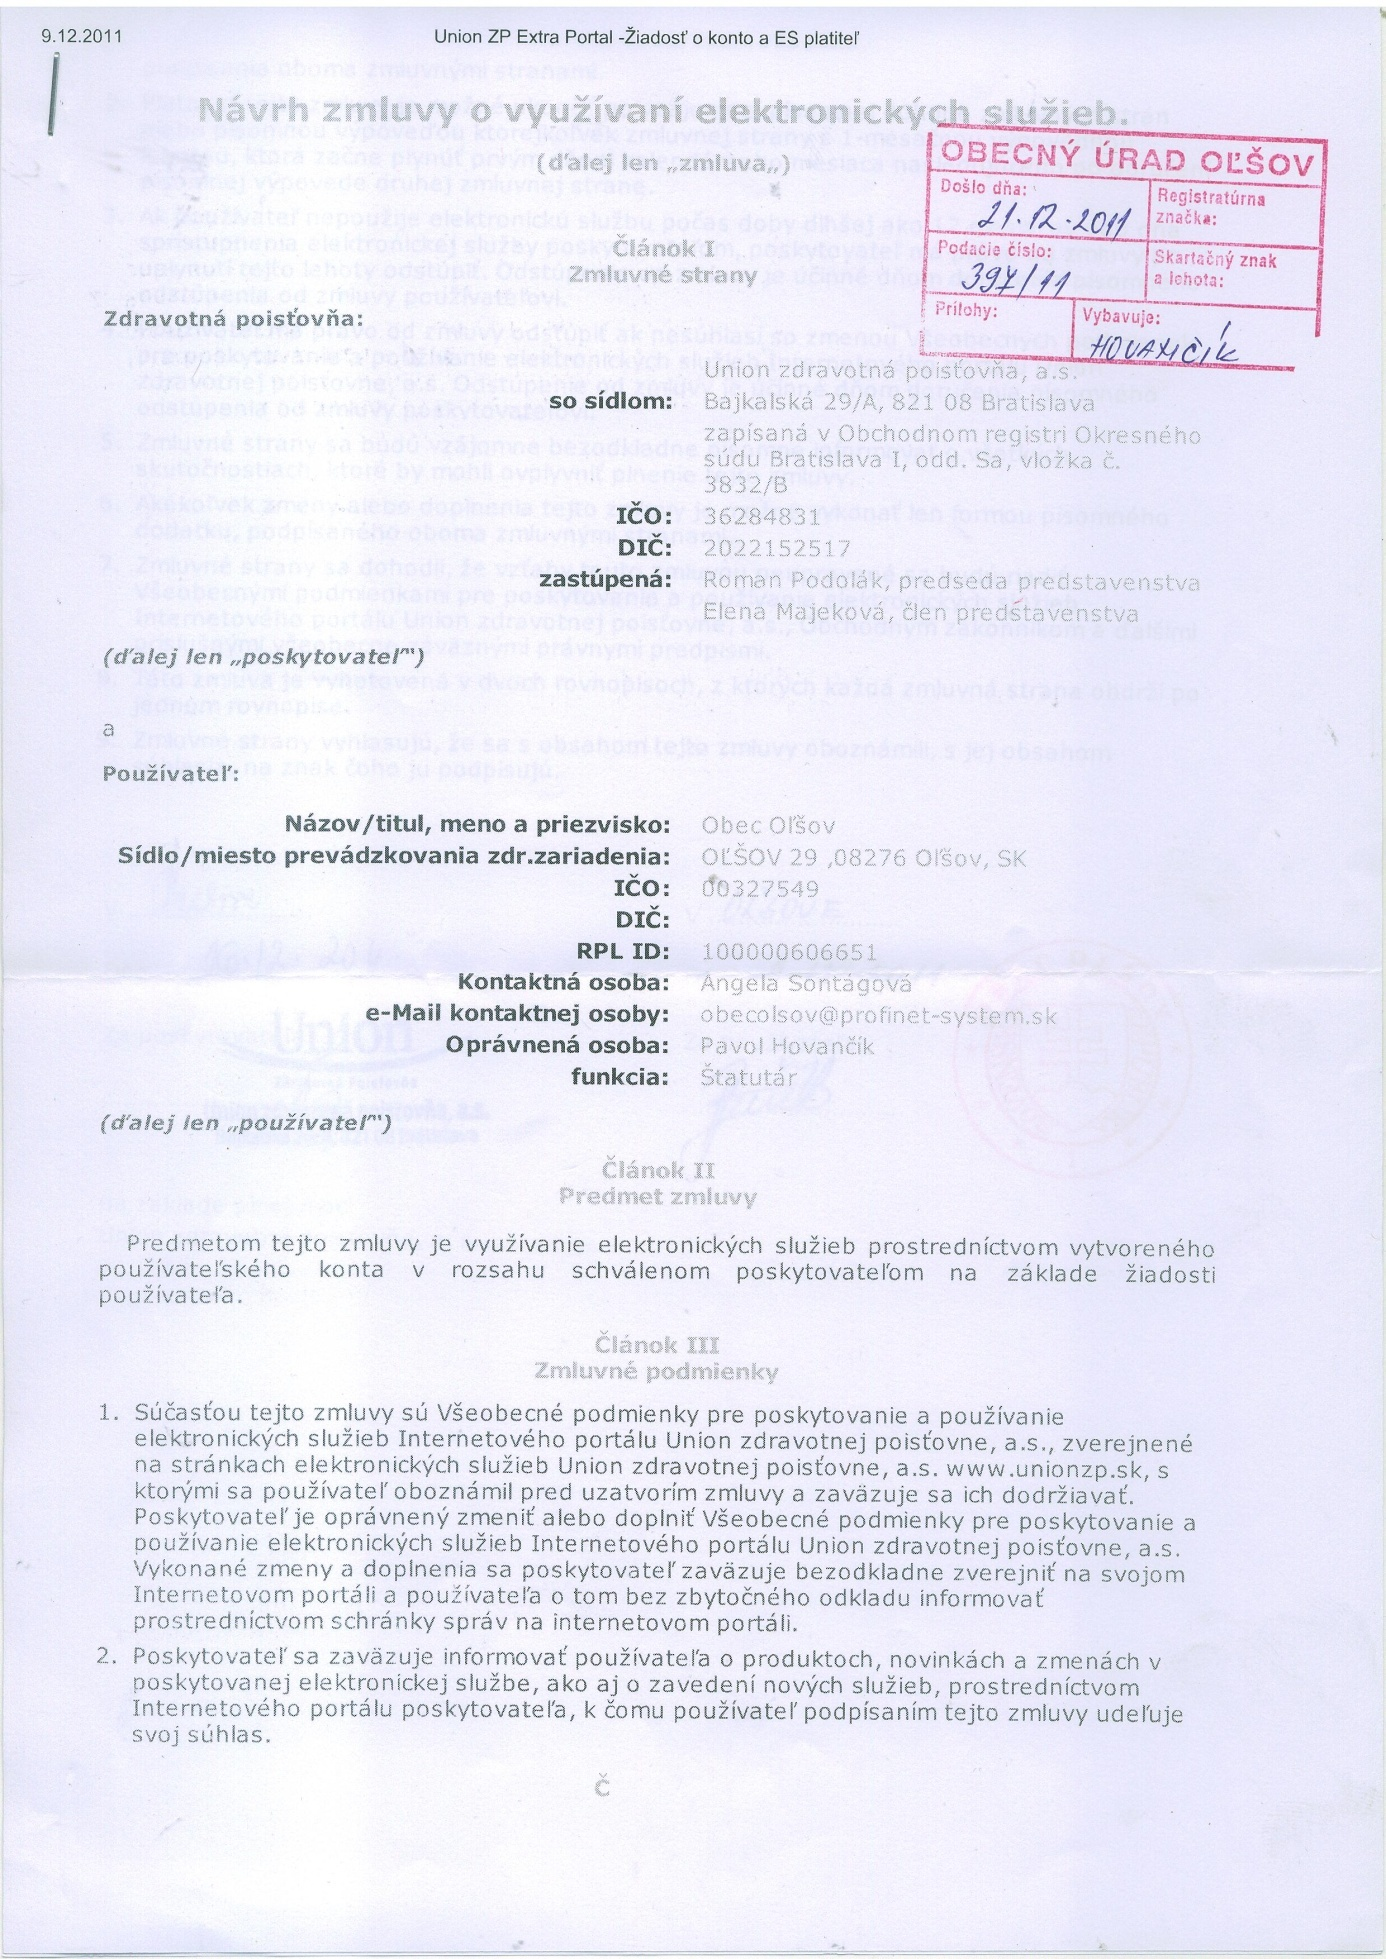 9.12.2011
Union ZP Extra Portal -Žiadosť o konto a ES platiteľ
Návrh zmluvy o využívaní elektronických služieb.
(ďalej len „zmluva„)
OBECNÝ ÚRAD OĽŠOV
Došlo dňa:
21.12.2011
Registratúrna
značka:
Podacie číslo:
397/11
Skartačný znak
a lehota:
Prílohy:
Vybavuje:
HOVANČÍK
Článok I
Zmluvné strany
Zdravotná poisťovňa:
Union zdravotná poisťovňa, a.s.
so sídlom: Bajkalská 29/A, 821 08 Bratislava
zapísaná v Obchodnom registri Okresného
súdu Bratislava I, odd. Sa, vložka č.
3832/B
IČO: 36284831
DIČ: 2022152517
zastúpená: Roman Podolák, predseda predstavenstva
Elena Majeková, člen predstavenstva
(ďalej len „poskytovateľ“)
a
Používateľ:
Názov/titul, meno a priezvisko: Obec Oľšov
Sídlo/miesto prevádzkovania zdr.zariadenia: OĽŠOV 29 ,08276 Oľšov, SK
IČO: 00327549
DIČ:
RPL ID: 100000606651
Kontaktná osoba: Angela Sontágová
e-Mail kontaktnej osoby: obecolsov@profinet-system.sk
Oprávnená osoba: Pavol Hovančík
funkcia: Štatutár
(ďalej len „používateľ“)
Článok II
Predmet zmluvy
Predmetom tejto zmluvy je využívanie elektronických služieb prostredníctvom vytvoreného
používateľského konta v rozsahu schválenom poskytovateľom na základe žiadosti
používateľa.
Článok III
Zmluvné podmienky
1. Súčasťou tejto zmluvy sú Všeobecné podmienky pre poskytovanie a používanie
elektronických služieb Internetového portálu Union zdravotnej poisťovne, a.s., zverejnené
na stránkach elektronických služieb Union zdravotnej poisťovne, a.s. www.unionzp.sk, s
ktorými sa používateľ oboznámil pred uzatvorím zmluvy a zaväzuje sa ich dodržiavať.
Poskytovateľ je oprávnený zmeniť alebo doplniť Všeobecné podmienky pre poskytovanie a
používanie elektronických služieb Internetového portálu Union zdravotnej poisťovne, a.s.
Vykonané zmeny a doplnenia sa poskytovateľ zaväzuje bezodkladne zverejniť na svojom
Internetovom portáli a používateľa o tom bez zbytočného odkladu informovať
prostredníctvom schránky správ na internetovom portáli.
2. Poskytovateľ sa zaväzuje informovať používateľa o produktoch, novinkách a zmenách v
poskytovanej elektronickej službe, ako aj o zavedení nových služieb, prostredníctvom
Internetového portálu poskytovateľa, k čomu používateľ podpísaním tejto zmluvy udeľuje
svoj súhlas.
Č